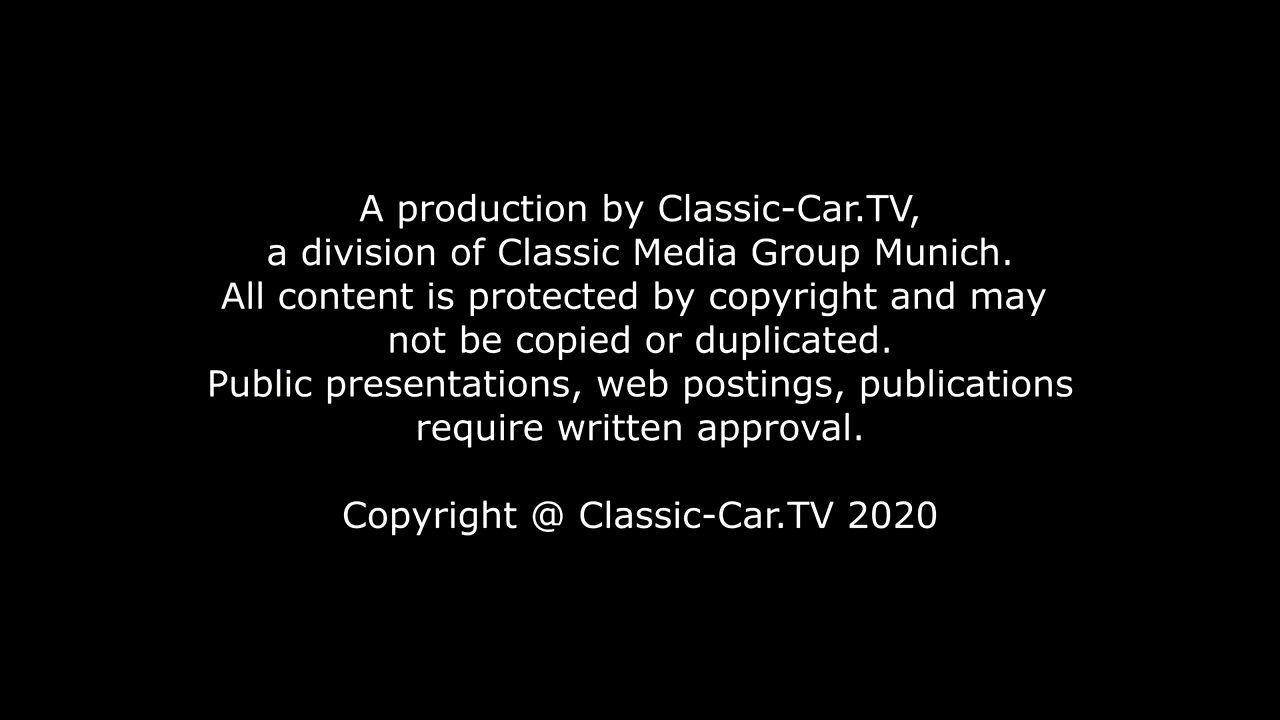 A production by Classic-Car.TV,
a division of Classic Media Group Munich.
All content is protected by copyright and may
not be copied or duplicated.
Public presentations, web postings, publications
require written approval.
Copyright @ Classic-Car.TV 2020